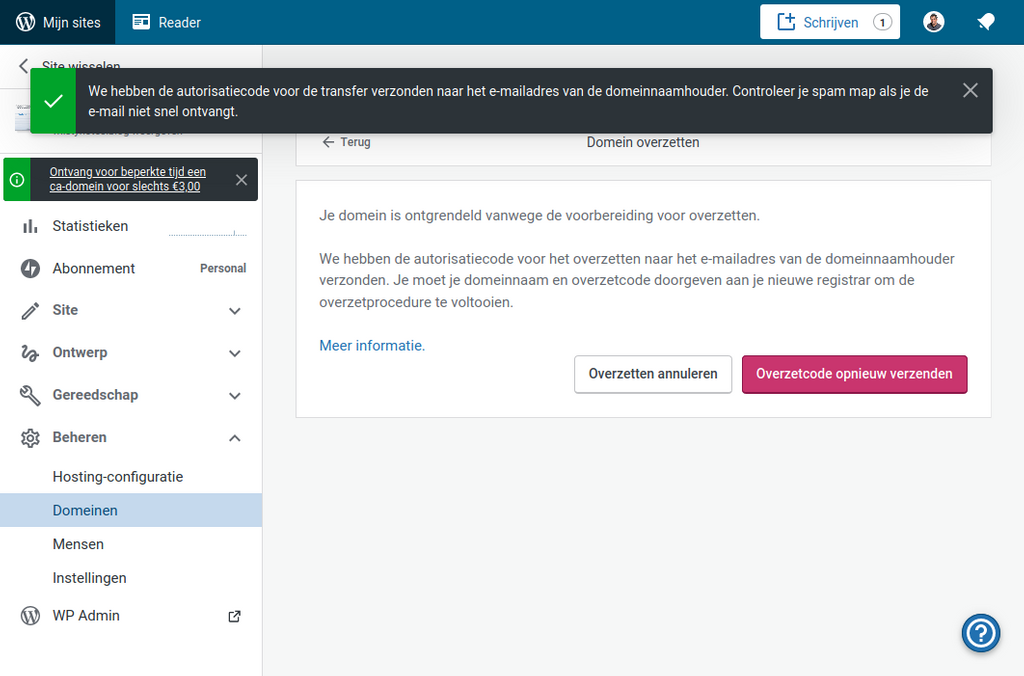 Mijn sites
Reader
Schrijven
1
Site wisselen
We hebben de autorisatiecode voor de transfer verzonden naar het e-mailadres van de domeinnaamhouder. Controleer je spam map als je de
e-mail niet snel ontvangt.
Terug
Domein overzetten
Ontvang voor beperkte tijd een
ca-domein voor slechts €3,00
Statistieken
Abonnement
Personal
Site
Ontwerp
Gereedschap
Beheren
Hosting-configuratie
Domeinen
Mensen
Instellingen
WP Admin
Je domein is ontgrendeld vanwege de voorbereiding voor overzetten.
We hebben de autorisatiecode voor het overzetten naar het e-mailadres van de domeinnaamhouder
verzonden. Je moet je domeinnaam en overzetcode doorgeven aan je nieuwe registrar om de
overzetprocedure te voltooien.
Meer informatie.
Overzetten annuleren
Overzetcode opnieuw verzenden